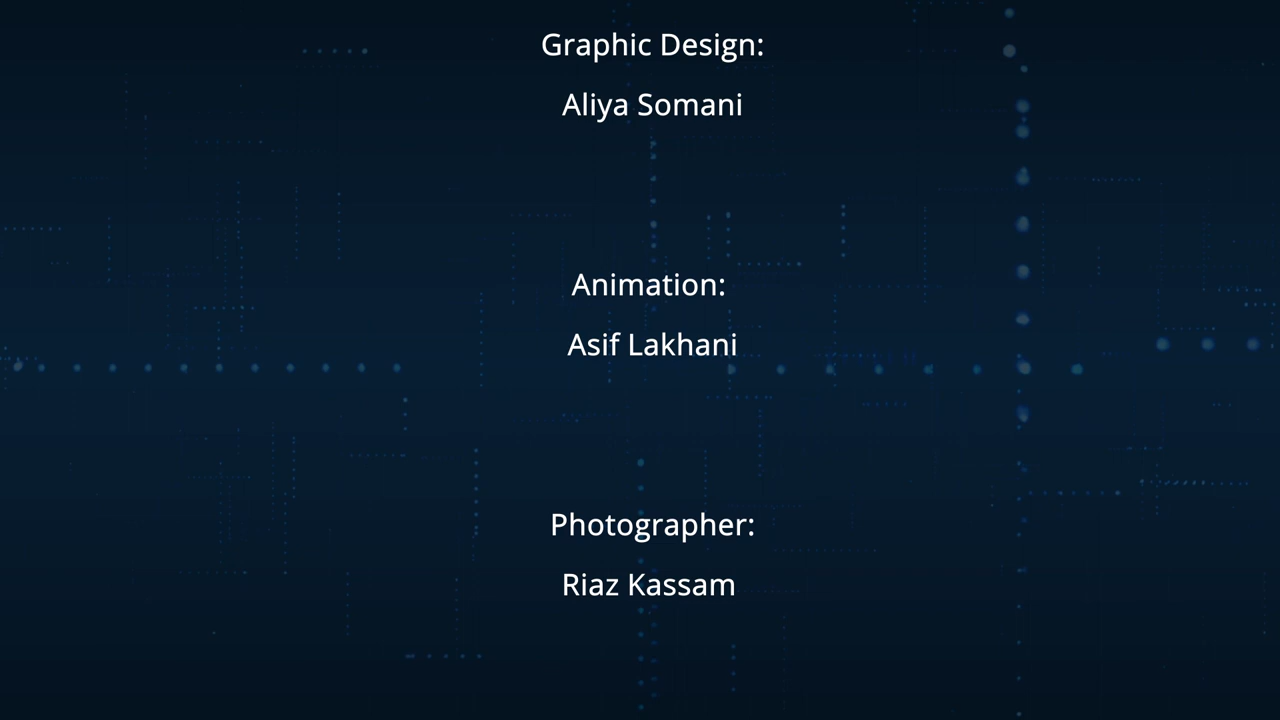 Graphic Design:
Aliya Somani
Animation:
Asif Lakhani
Photographer:
Riaz Kassam